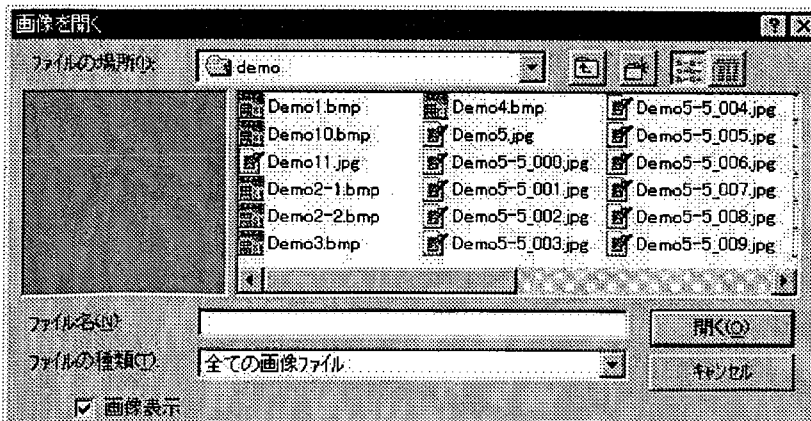 画像を開く
ファイルの場所(I):
demo
Demo1.bmp
Demo10.bmp
Demo11.jpg
Demo2-1.bmp
Demo2-2.bmp
Demo3.bmp
Demo4.bmp
Demo5.jpg
Demo5-5_000.jpg
Demo5-5_001.jpg
Demo5-5_002.jpg
Demo5-5_003.jpg
Demo5-5_004.jpg
Demo5-5_005.jpg
Demo5-5_006.jpg
Demo5-5_007.jpg
Demo5-5_008.jpg
Demo5-5_009.jpg
ファイル名(N):
開く(O)
ファイルの種類(T):
全ての画像ファイル
キャンセル
画像表示